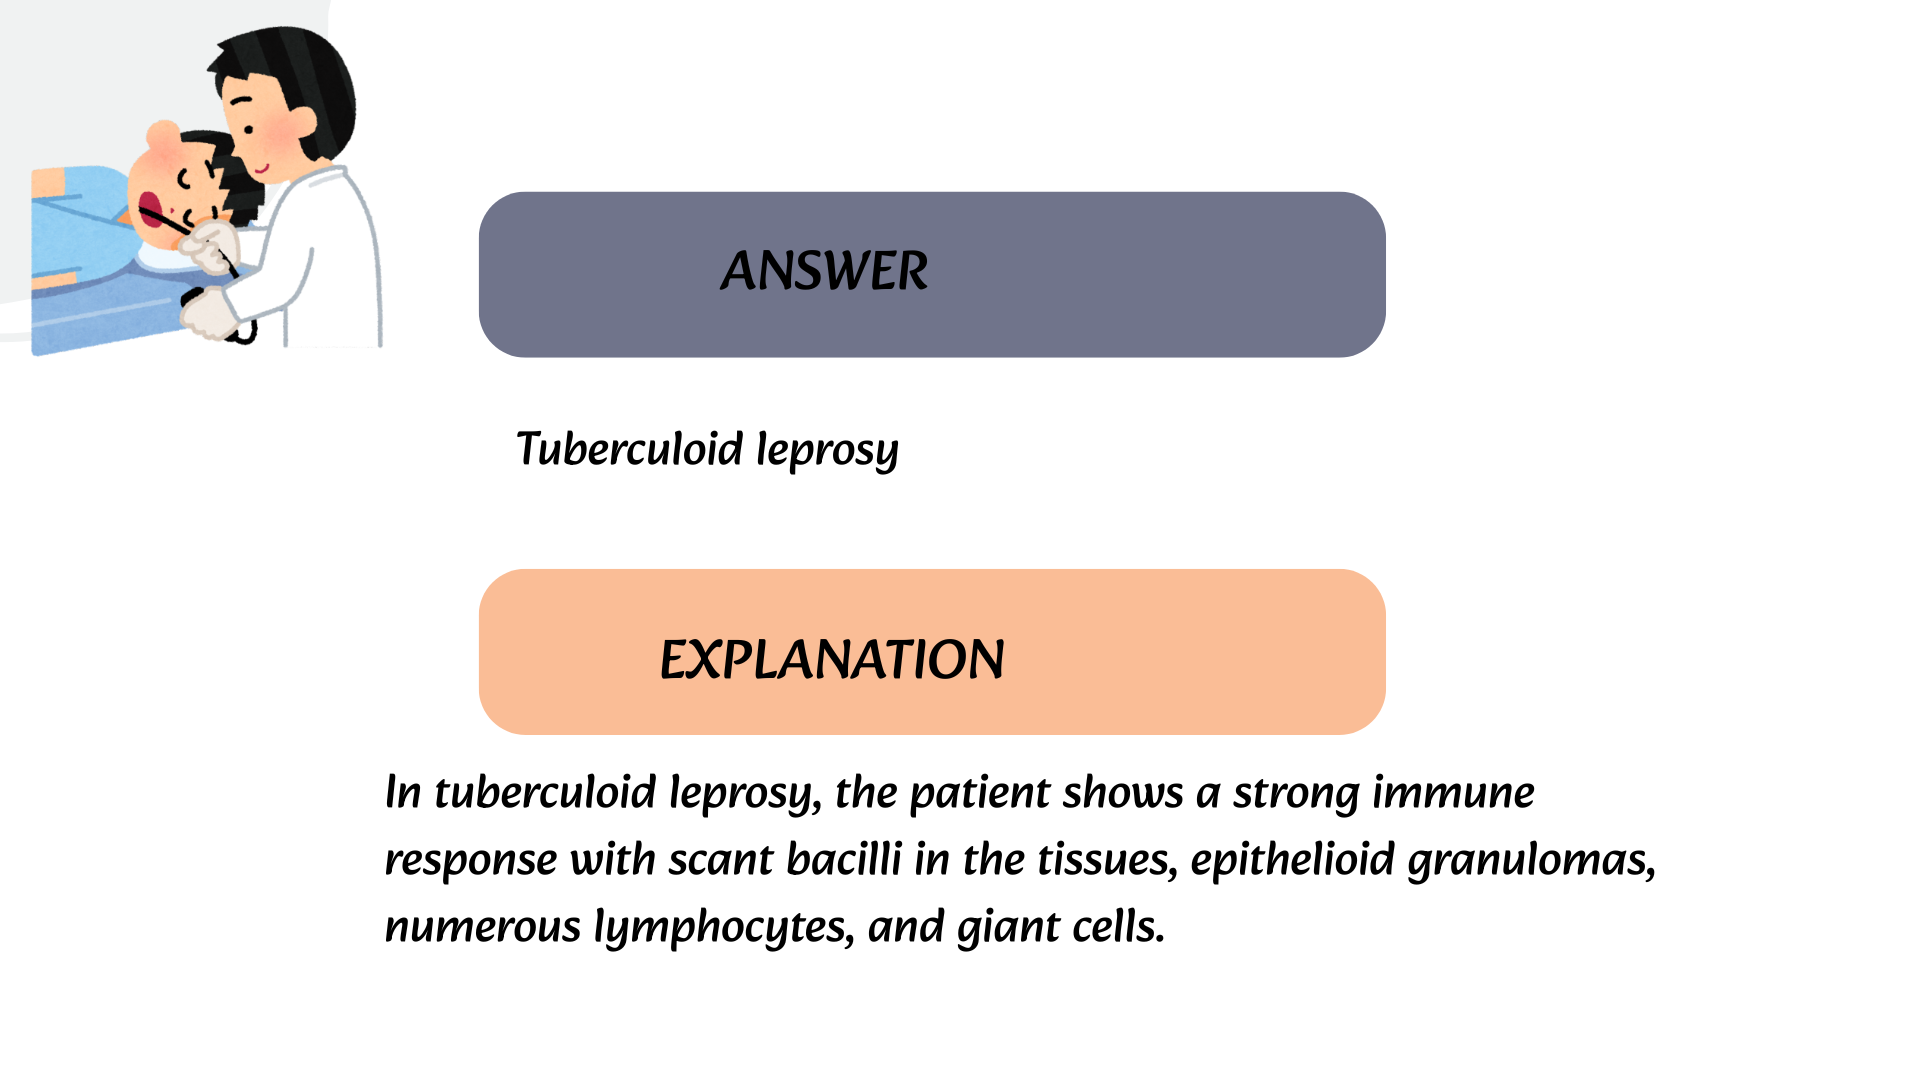 ANSWER
Tuberculoid leprosy
EXPLANATION
In tuberculoid leprosy, the patient shows a strong immune
response with scant bacilli in the tissues, epithelioid granulomas,
numerous lymphocytes, and giant cells.